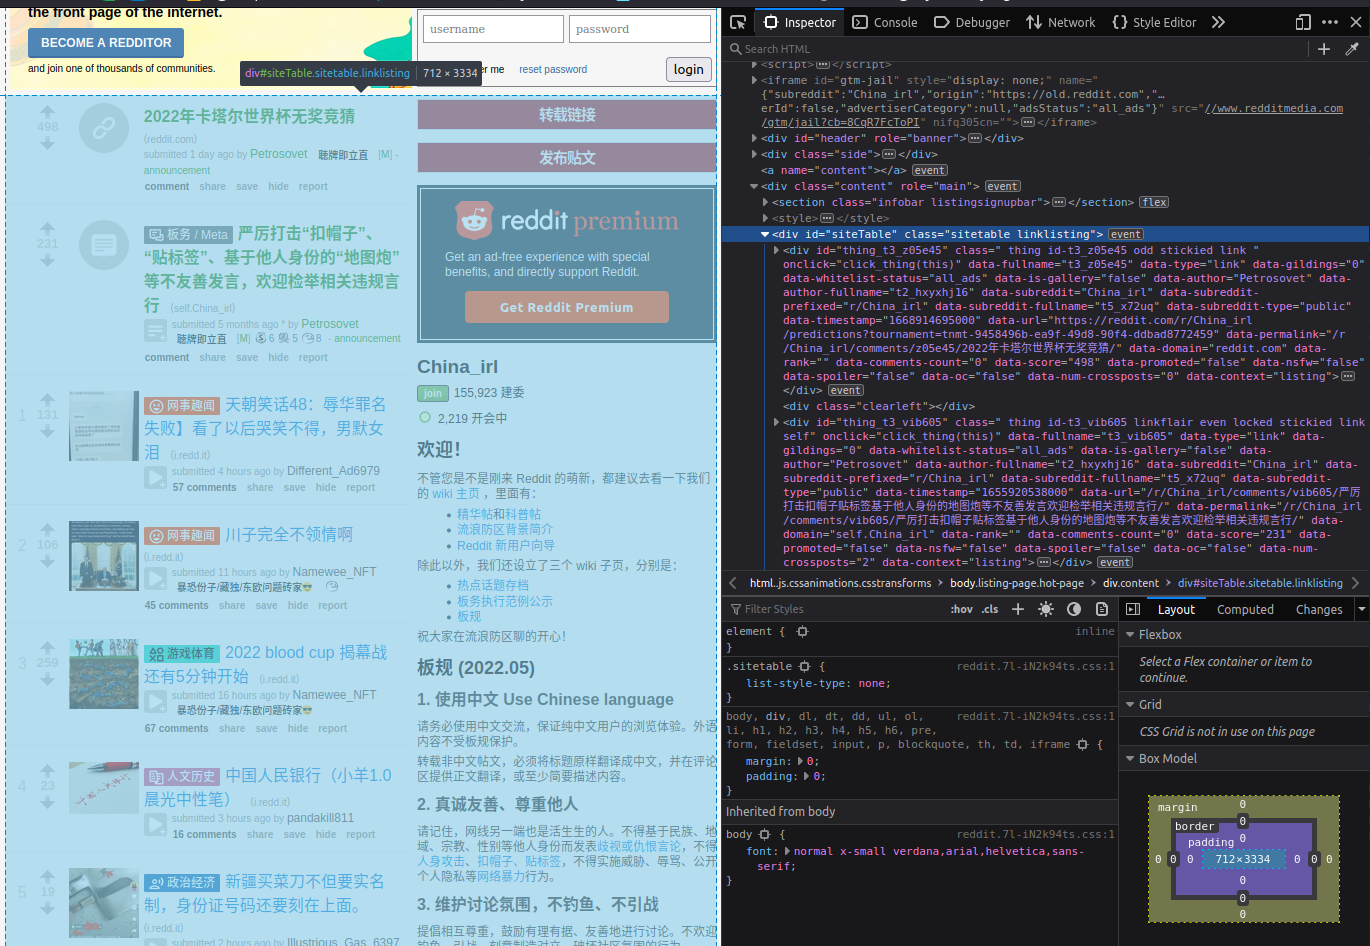 the front page of the internet.
BECOME A REDDITOR
and join one of thousands of communities.
username
password
er me
reset password
login
div#siteTable.sitetable.linklisting | 712 × 3334
498
2022年卡塔尔世界杯无奖竞猜
(reddit.com)
submitted 1 day ago by Petrosovet 聽牌即立直 [M] -
announcement
comment share save hide report
231
板务 / Meta 严厉打击“扣帽子”、
“贴标签”、基于他人身份的“地图炮”
等不友善发言，欢迎检举相关违规言
行 (self.China_irl)
submitted 5 months ago * by Petrosovet
聽牌即立直 [M] 6 5 8 - announcement
comment share save hide report
1
131
网事趣闻 天朝笑话48：辱华罪名
失败】看了以后哭笑不得，男默女
泪 (i.redd.it)
submitted 4 hours ago by Different_Ad6979
57 comments share save hide report
2
106
网事趣闻 川子完全不领情啊
(i.redd.it)
submitted 11 hours ago by Namewee_NFT
暴恐份子/藏独/东欧问题砖家😎
45 comments share save hide report
3
259
游戏体育 2022 blood cup 揭幕战
还有5分钟开始 (i.redd.it)
submitted 16 hours ago by Namewee_NFT
暴恐份子/藏独/东欧问题砖家😎
67 comments share save hide report
4
23
人文历史 中国人民银行（小羊1.0
晨光中性笔） (i.redd.it)
submitted 3 hours ago by pandakill811
16 comments share save hide report
5
19
政治经济 新疆买菜刀不但要实名
制，身份证号码还要刻在上面。
(i.redd.it)
submitted 2 hours ago by Illustrious_Gas_6397
转载链接
发布贴文
reddit premium
Get an ad-free experience with special
benefits, and directly support Reddit.
Get Reddit Premium
China_irl
join 155,923 建委
2,219 开会中
欢迎！
不管您是不是刚来 Reddit 的萌新，都建议去看一下我们
的 wiki 主页 ，里面有：
• 精华帖和科普帖
• 流浪防区背景简介
• Reddit 新用户向导
除此以外，我们还设立了三个 wiki 子页，分别是：
• 热点话题存档
• 板务执行范例公示
• 板规
祝大家在流浪防区聊的开心！
板规 (2022.05)
1. 使用中文 Use Chinese language
请务必使用中文交流，保证纯中文用户的浏览体验。外语
内容不受板规保护。
转载非中文帖文，必须将标题原样翻译成中文，并在评论
区提供正文翻译，或至少简要描述内容。
2. 真诚友善、尊重他人
请记住，网线另一端也是活生生的人。不得基于民族、地
域、宗教、性别等他人身份而发表歧视或仇恨言论，不得
人身攻击、扣帽子、贴标签，不得实施威胁、辱骂、公开
个人隐私等网络暴力行为。
3. 维护讨论氛围，不钓鱼、不引战
提倡相互尊重，鼓励有理有据、友善地进行讨论。不欢迎
Inspector Console Debugger Network Style Editor
Search HTML
<script></script>
<iframe id="gtm-jail" style="display: none;" name="
{"subreddit":"China_irl","origin":"https://old.reddit.com","…
erId":false,"advertiserCategory":null,"adsStatus":"all_ads"}" src="//www.redditmedia.com
/gtm/jail?cb=8CqR7FcToPI" nifq305cn=""></iframe>
<div id="header" role="banner"></div>
<div class="side"></div>
<a name="content"></a> event
<div class="content" role="main"> event
<section class="infobar listingsignupbar"></section> flex
<style></style>
<div id="siteTable" class="sitetable linklisting"> event
<div id="thing_t3_z05e45" class=" thing id-t3_z05e45 odd stickied link "
onclick="click_thing(this)" data-fullname="t3_z05e45" data-type="link" data-gildings="0"
data-whitelist-status="all_ads" data-is-gallery="false" data-author="Petrosovet" data-
author-fullname="t2_hxyxhj16" data-subreddit="China_irl" data-subreddit-
prefixed="r/China_irl" data-subreddit-fullname="t5_x72uq" data-subreddit-type="public"
data-timestamp="1668914695000" data-url="https://reddit.com/r/China_irl
/predictions?tournament=tnmt-9458496b-ea9f-49d8-90f4-ddbad8772459" data-permalink="/r
/China_irl/comments/z05e45/2022年卡塔尔世界杯无奖竞猜/" data-domain="reddit.com" data-
rank="" data-comments-count="0" data-score="498" data-promoted="false" data-nsfw="false"
data-spoiler="false" data-oc="false" data-num-crossposts="0" data-context="listing">
</div> event
<div class="clearleft"></div>
<div id="thing_t3_vib605" class=" thing id-t3_vib605 linkflair even locked stickied link
self" onclick="click_thing(this)" data-fullname="t3_vib605" data-type="link" data-
gildings="0" data-whitelist-status="all_ads" data-is-gallery="false" data-
author="Petrosovet" data-author-fullname="t2_hxyxhj16" data-subreddit="China_irl" data-
subreddit-prefixed="r/China_irl" data-subreddit-fullname="t5_x72uq" data-subreddit-
type="public" data-timestamp="1655920538000" data-url="/r/China_irl/comments/vib605/严厉
打击扣帽子贴标签基于他人身份的地图炮等不友善发言欢迎检举相关违规行/" data-permalink="/r/China_irl
/comments/vib605/严厉打击扣帽子贴标签基于他人身份的地图炮等不友善发言欢迎检举相关违规行/" data-
domain="self.China_irl" data-rank="" data-comments-count="0" data-score="231" data-
promoted="false" data-nsfw="false" data-spoiler="false" data-oc="false" data-num-
crossposts="2" data-context="listing"></div> event
html.js.cssanimations.csstransforms > body.listing-page.hot-page > div.content > div#siteTable.sitetable.linklisting
Filter Styles :hov .cls
element { inline
}
.sitetable { reddit.7l-iN2k94ts.css:1
list-style-type: none;
}
body, div, dl, dt, dd, ul, ol, reddit.7l-iN2k94ts.css:1
li, h1, h2, h3, h4, h5, h6, pre,
form, fieldset, input, p, blockquote, th, td, iframe {
margin: 0;
padding: 0;
}
Inherited from body
body { reddit.7l-iN2k94ts.css:1
font: normal x-small verdana,arial,helvetica,sans-
serif;
}
Layout Computed Changes
Flexbox
Select a Flex container or item to
continue.
Grid
CSS Grid is not in use on this page
Box Model
margin 0
border 0
padding 0
0 0 0 712×3334 0 0 0
0
0
0